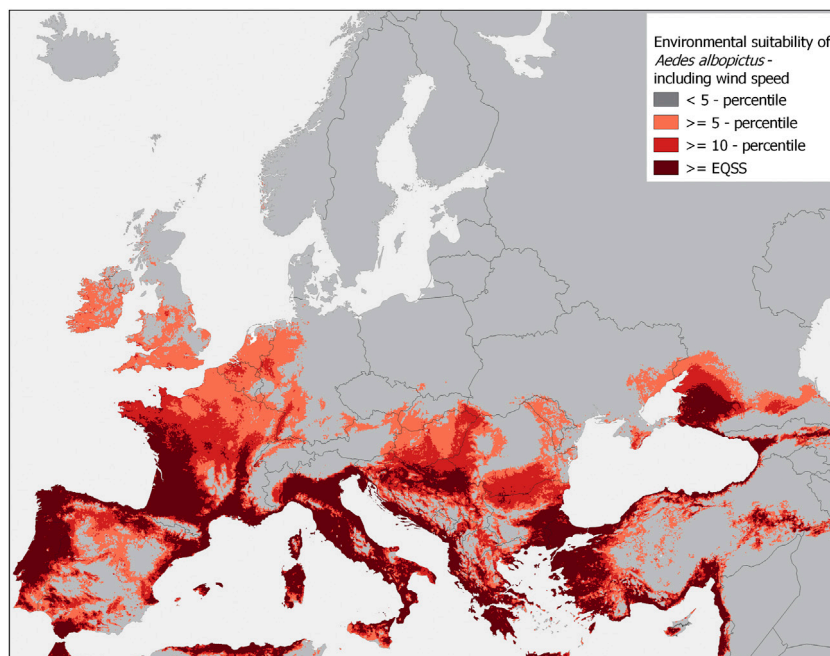 Environmental suitability of
Aedes albopictus -
including wind speed
< 5 - percentile
>= 5 - percentile
>= 10 - percentile
>= EQSS